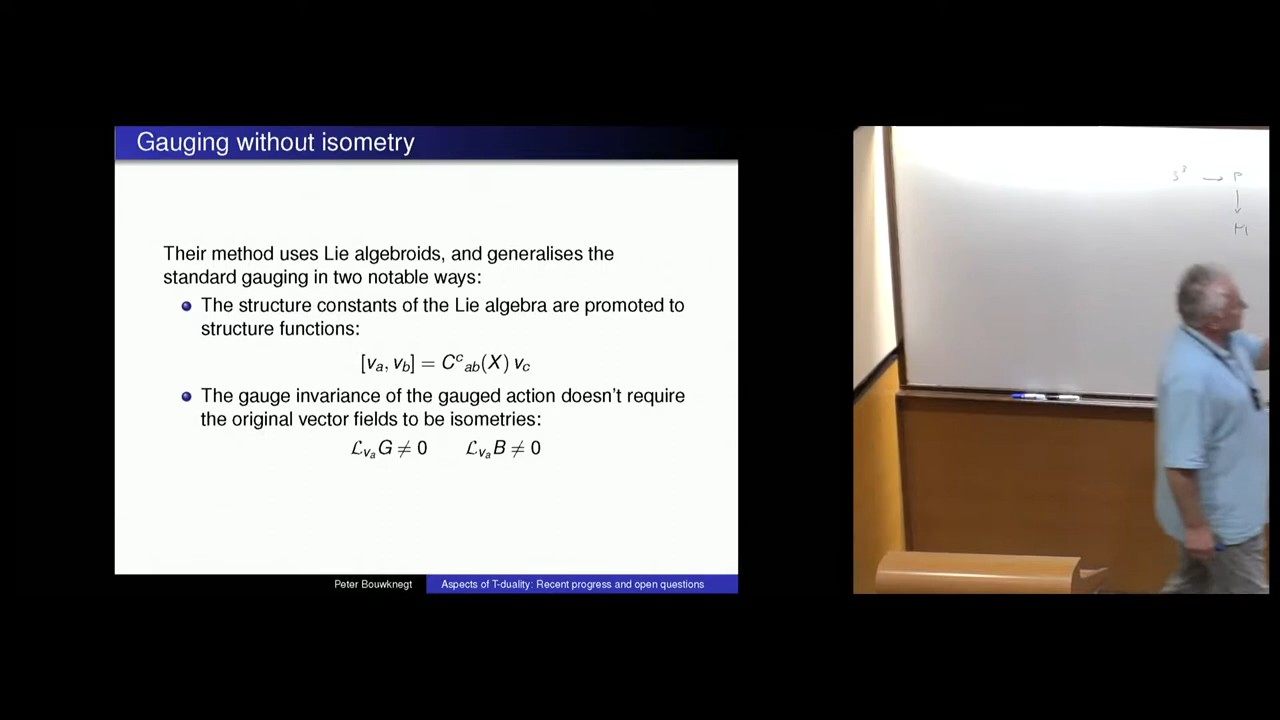 Gauging without isometry
Their method uses Lie algebroids, and generalises the
standard gauging in two notable ways:
The structure constants of the Lie algebra are promoted to
structure functions:
[v_a, v_b] = C^c_{ab}(X) v_c
The gauge invariance of the gauged action doesn't require
the original vector fields to be isometries:
ℒ_{v_a} G ≠ 0 ℒ_{v_a} B ≠ 0
Peter Bouwknegt Aspects of T-duality: Recent progress and open questions
S³ → P
↓
M